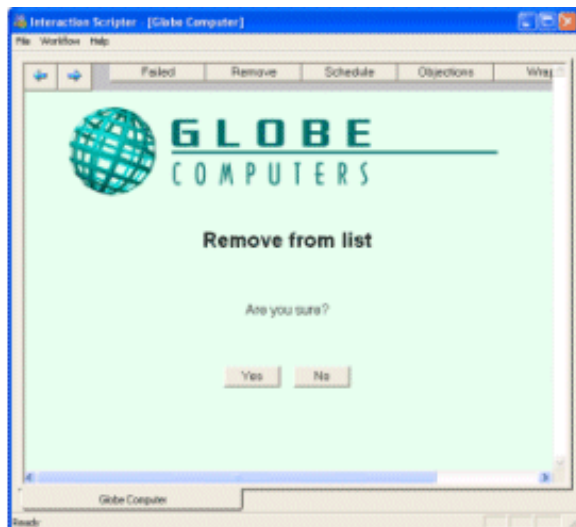 Interaction Scripter - [Globe Computer]
File Workflow Help
Failed Remove Schedule Objections Wrap
GLOBE
COMPUTERS
Remove from list
Are you sure?
Yes No
Globe Computer
Ready